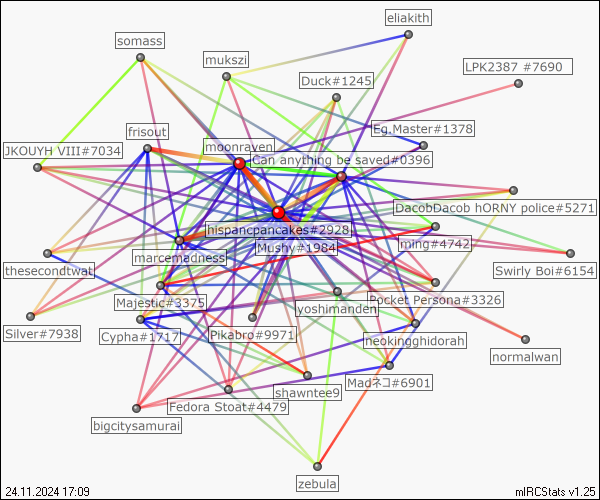 eliakith
somass
mukszi
LPK2387 #7690
Duck#1245
Eg.Master#1378
frisout
moonraven
JKOUYH VIII#7034
Can anything be saved#0396
DacobDacob hORNY police#5271
hispancpancakes#2928
ming#4742
Mushy#1984
marcemadness
thesecondtwat
Swirly Boi#6154
Majestic#3375
Pocket Persona#3326
yoshimanden
Silver#7938
Cypha#1717
Pikabro#9971
neokingghidorah
normalwan
Madネコ#6901
shawntee9
Fedora Stoat#4479
bigcitysamurai
zebula
24.11.2024 17:09
mIRCStats v1.25